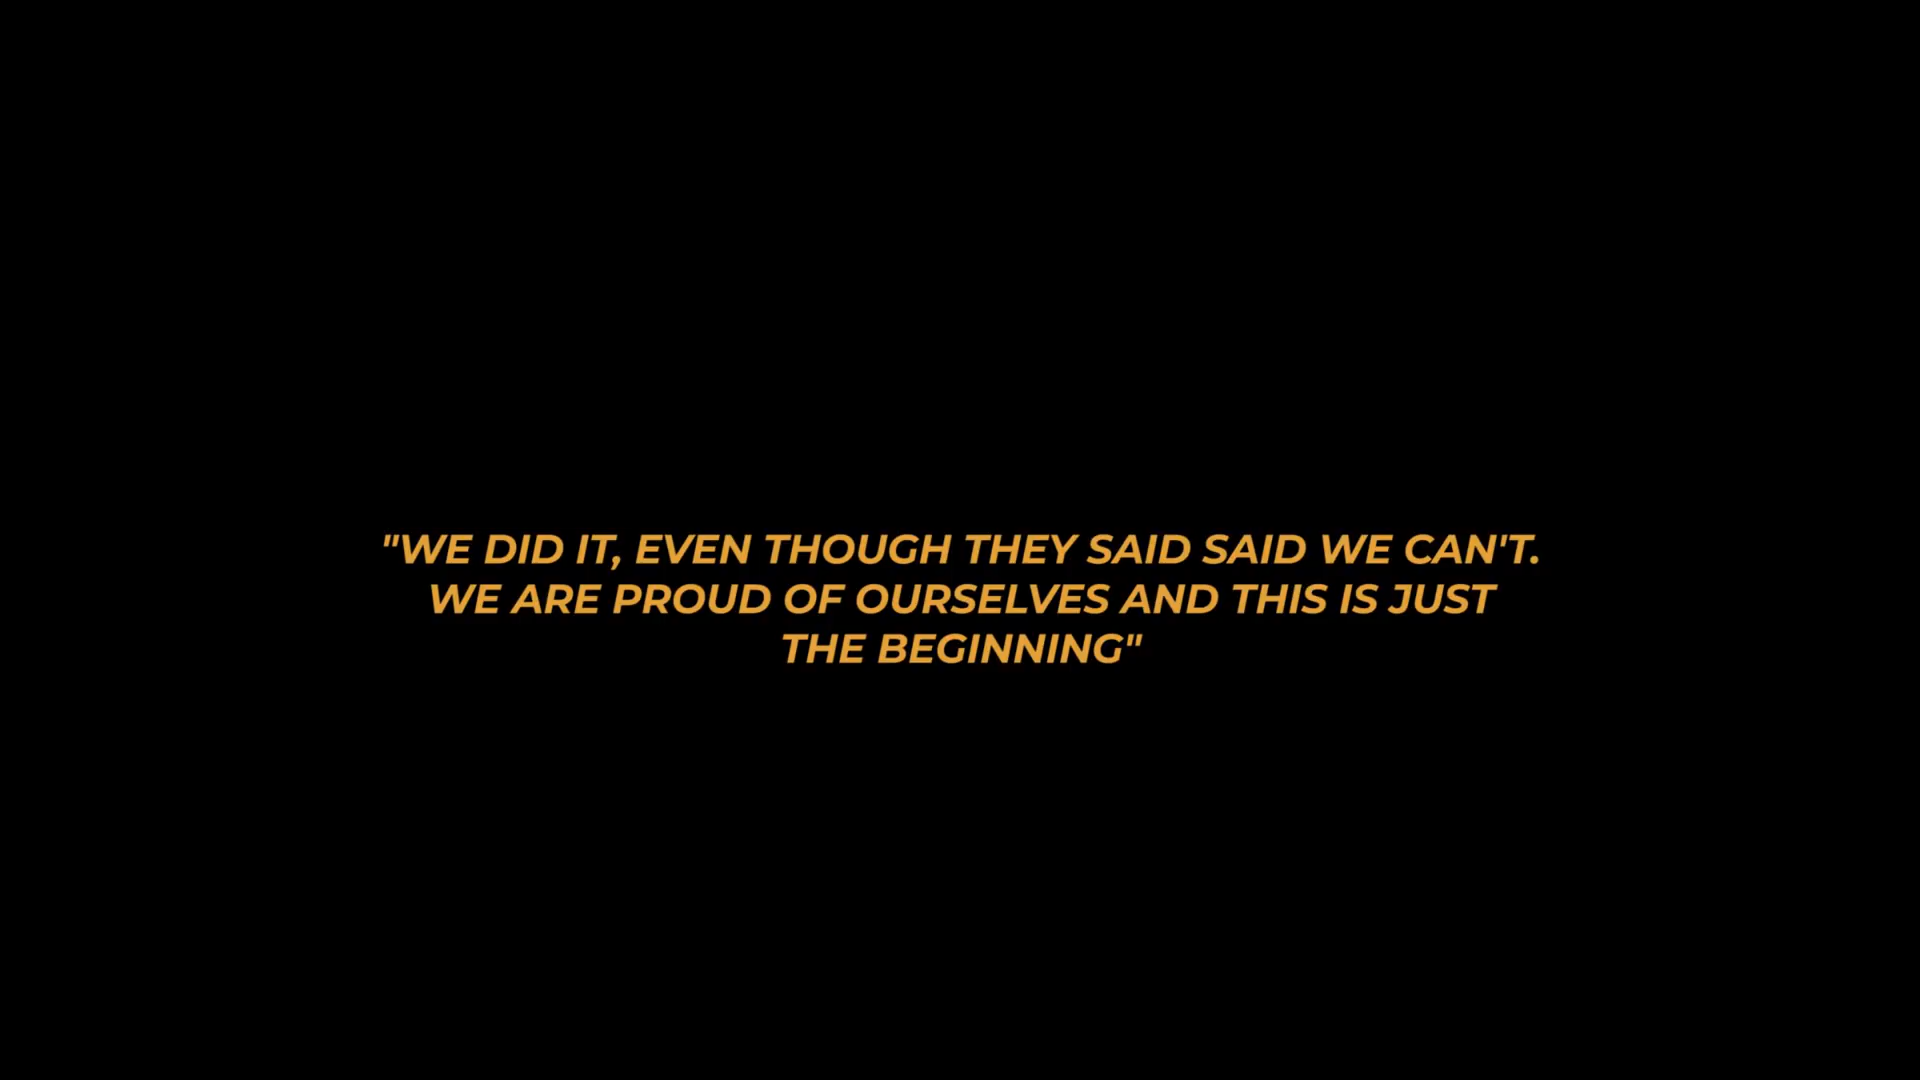 "WE DID IT, EVEN THOUGH THEY SAID SAID WE CAN'T.
WE ARE PROUD OF OURSELVES AND THIS IS JUST
THE BEGINNING"